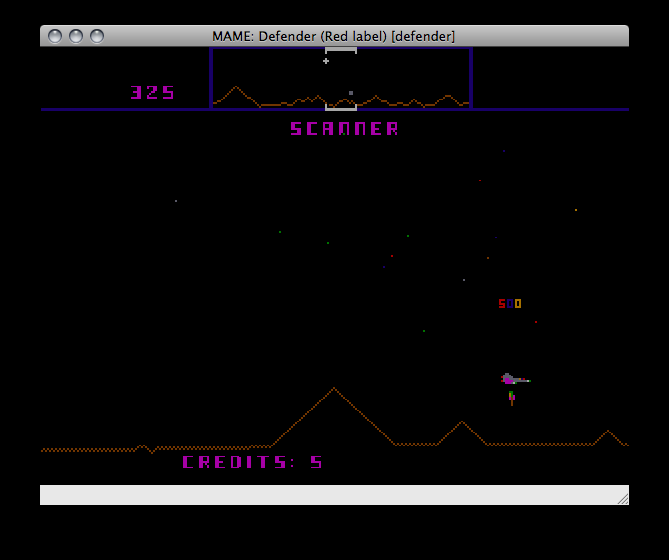 MAME: Defender (Red label) [defender]
325
SCANNER
500
CREDITS: 5